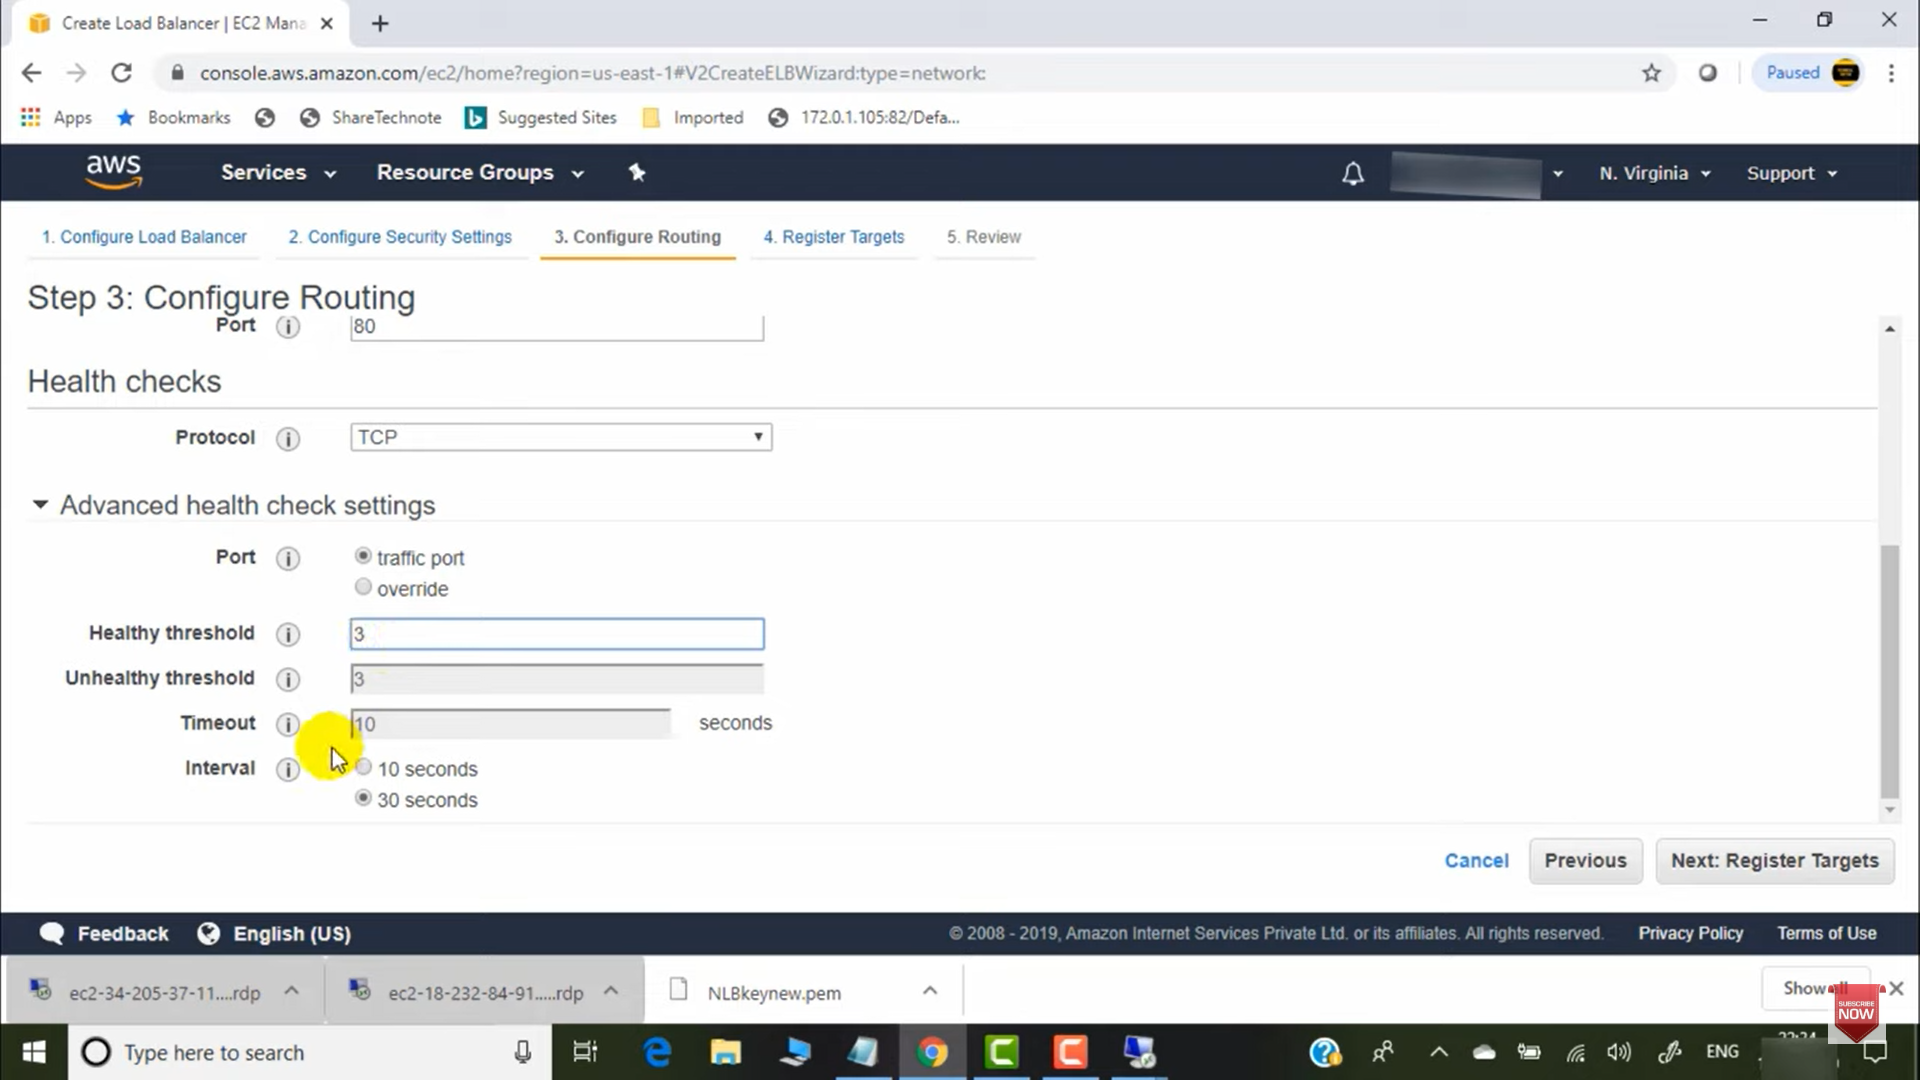 Create Load Balancer | EC2 Mana
console.aws.amazon.com/ec2/home?region=us-east-1#V2CreateELBWizard:type=network:
Paused
Apps
Bookmarks
ShareTechnote
Suggested Sites
Imported
172.0.1.105:82/Defa...
aws
Services
Resource Groups
N. Virginia
Support
1. Configure Load Balancer
2. Configure Security Settings
3. Configure Routing
4. Register Targets
5. Review
Step 3: Configure Routing
Port
80
Health checks
Protocol
TCP
Advanced health check settings
Port
traffic port
override
Healthy threshold
3
Unhealthy threshold
3
Timeout
10
seconds
Interval
10 seconds
30 seconds
Cancel
Previous
Next: Register Targets
Feedback
English (US)
© 2008 - 2019, Amazon Internet Services Private Ltd. or its affiliates. All rights reserved.
Privacy Policy
Terms of Use
ec2-34-205-37-11....rdp
ec2-18-232-84-91.....rdp
NLBkeynew.pem
Show
SUBSCRIBE
NOW
Type here to search
ENG